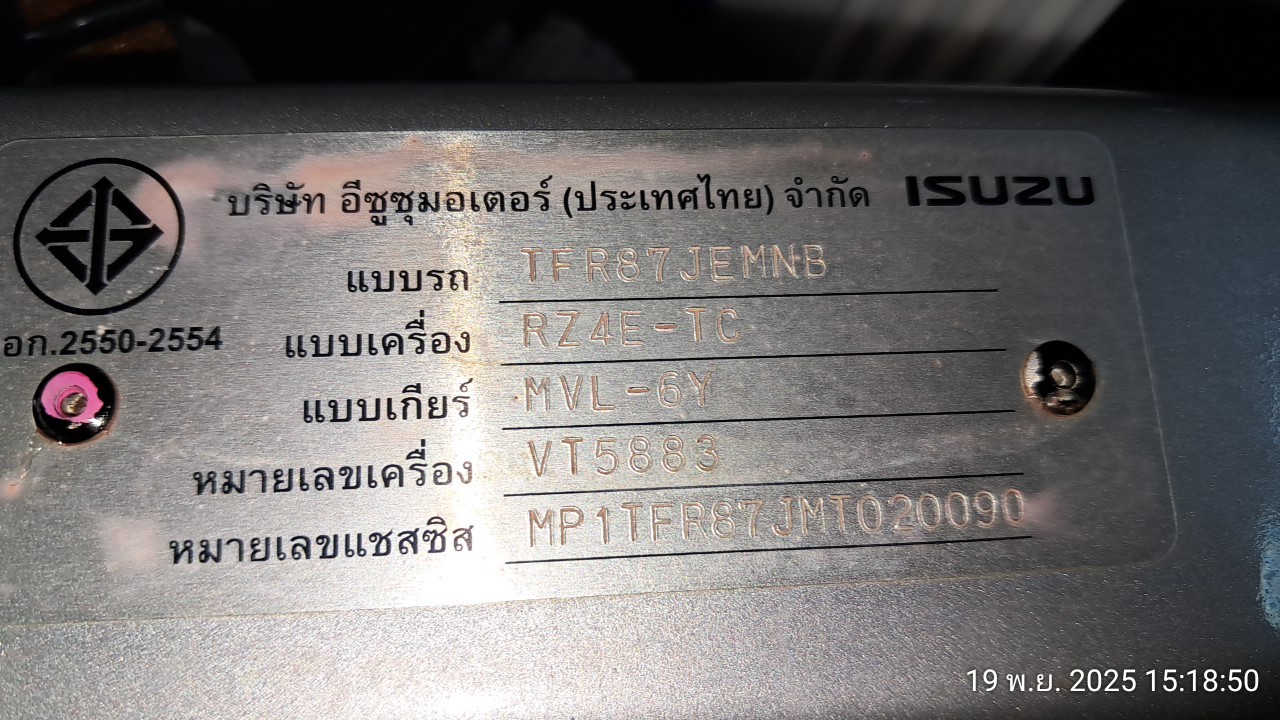 บริษัท อีซูซุมอเตอร์ (ประเทศไทย) จำกัด ISUZU
แบบรถ TFR87JEMNB
มอก.2550-2554 แบบเครื่อง RZ4E-TC
แบบเกียร์ MVL-6Y
หมายเลขเครื่อง VT5883
หมายเลขแชสซิส MP1TFR87JMT020090
19 พ.ย. 2025 15:18:50